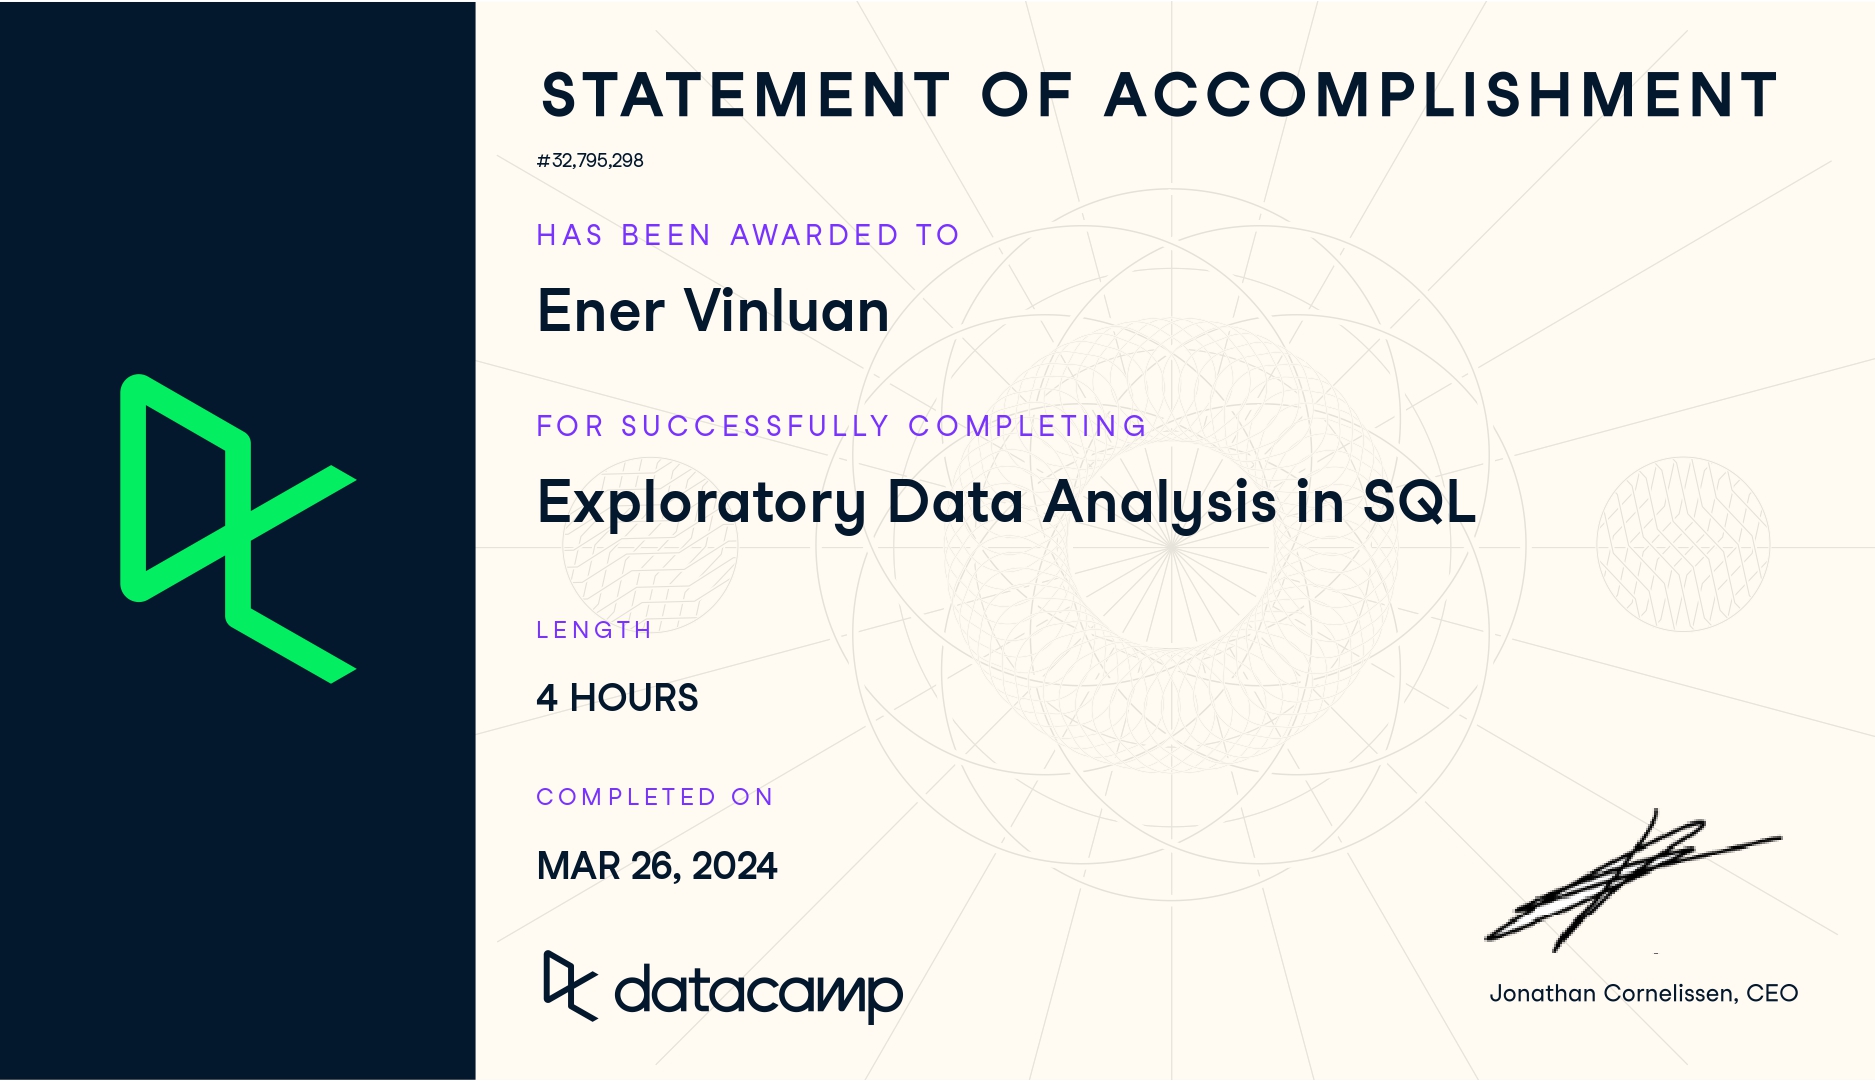 STATEMENT OF ACCOMPLISHMENT
#32,795,298
HAS BEEN AWARDED TO
Ener Vinluan
FOR SUCCESSFULLY COMPLETING
Exploratory Data Analysis in SQL
LENGTH
4 HOURS
COMPLETED ON
MAR 26, 2024
datacamp
Jonathan Cornelissen, CEO